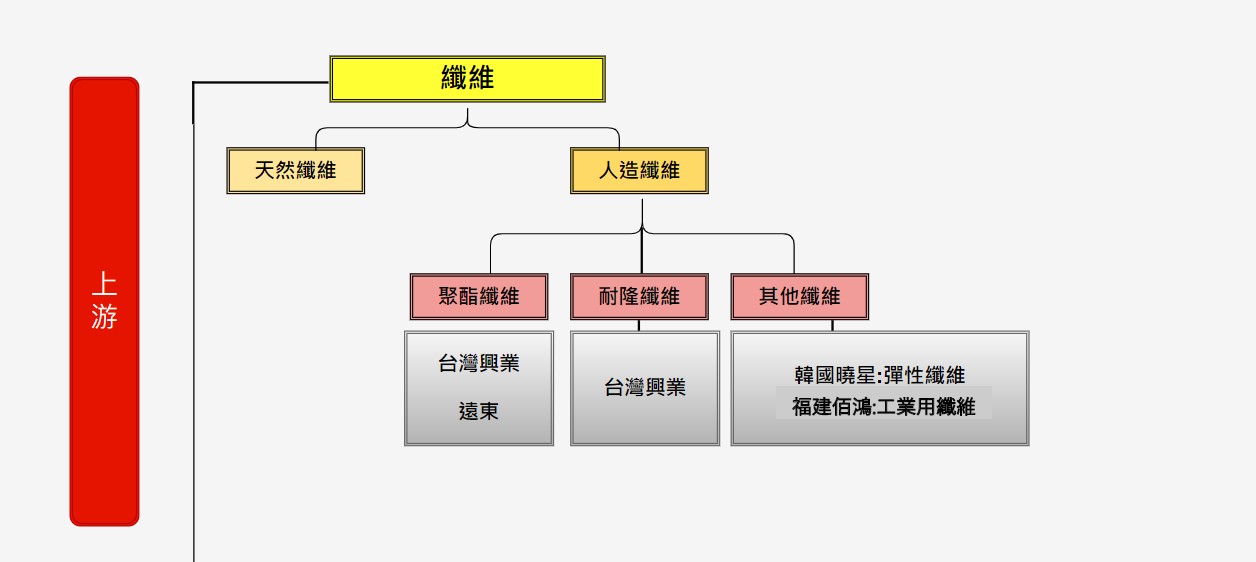 纖維
天然纖維
人造纖維
上
游
聚酯纖維
耐隆纖維
其他纖維
台灣興業
遠東
台灣興業
韓國曉星:彈性纖維
福建佰鴻:工業用纖維